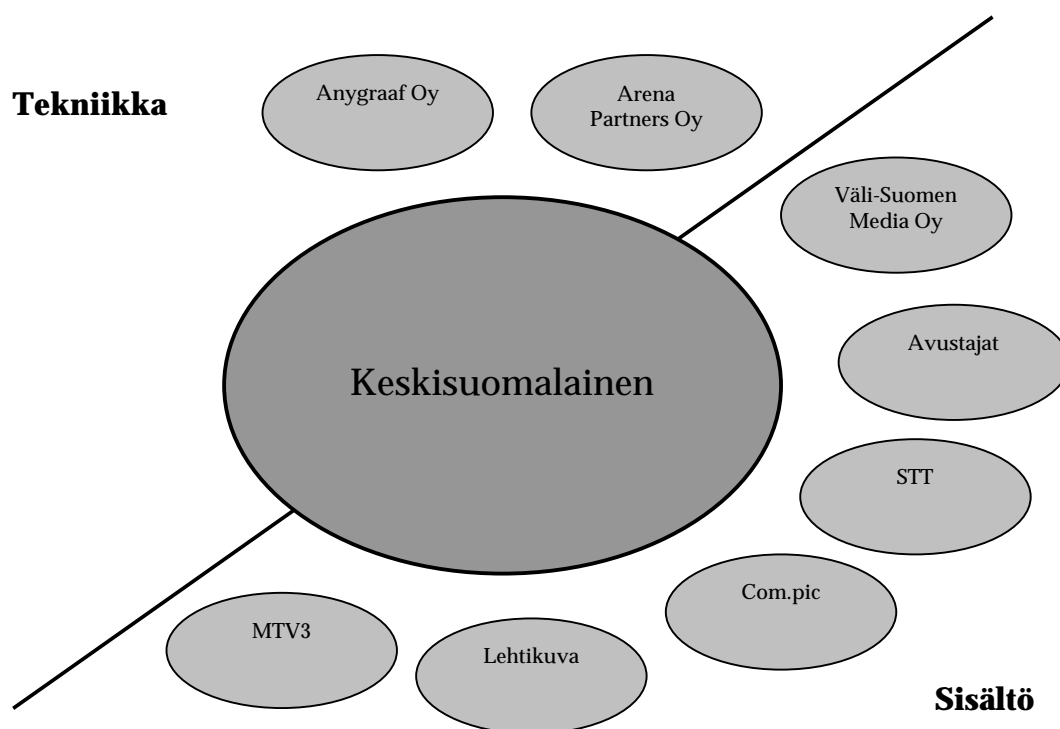 Tekniikka
Anygraaf Oy
Arena
Partners Oy
Väli-Suomen
Media Oy
Avustajat
Keskisuomalainen
STT
Com.pic
MTV3
Lehtikuva
Sisältö